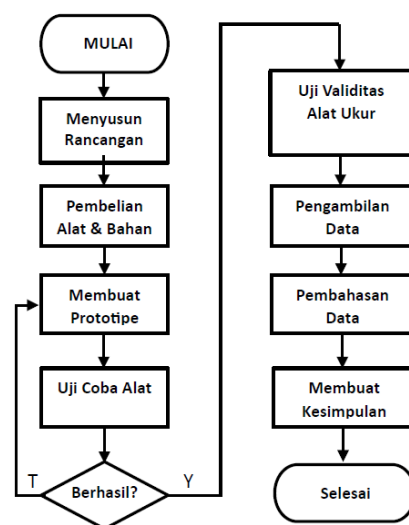 MULAI
Menyusun
Rancangan
Pembelian
Alat & Bahan
Membuat
Prototipe
Uji Coba Alat
T
Berhasil?
Y
Uji Validitas
Alat Ukur
Pengambilan
Data
Pembahasan
Data
Membuat
Kesimpulan
Selesai